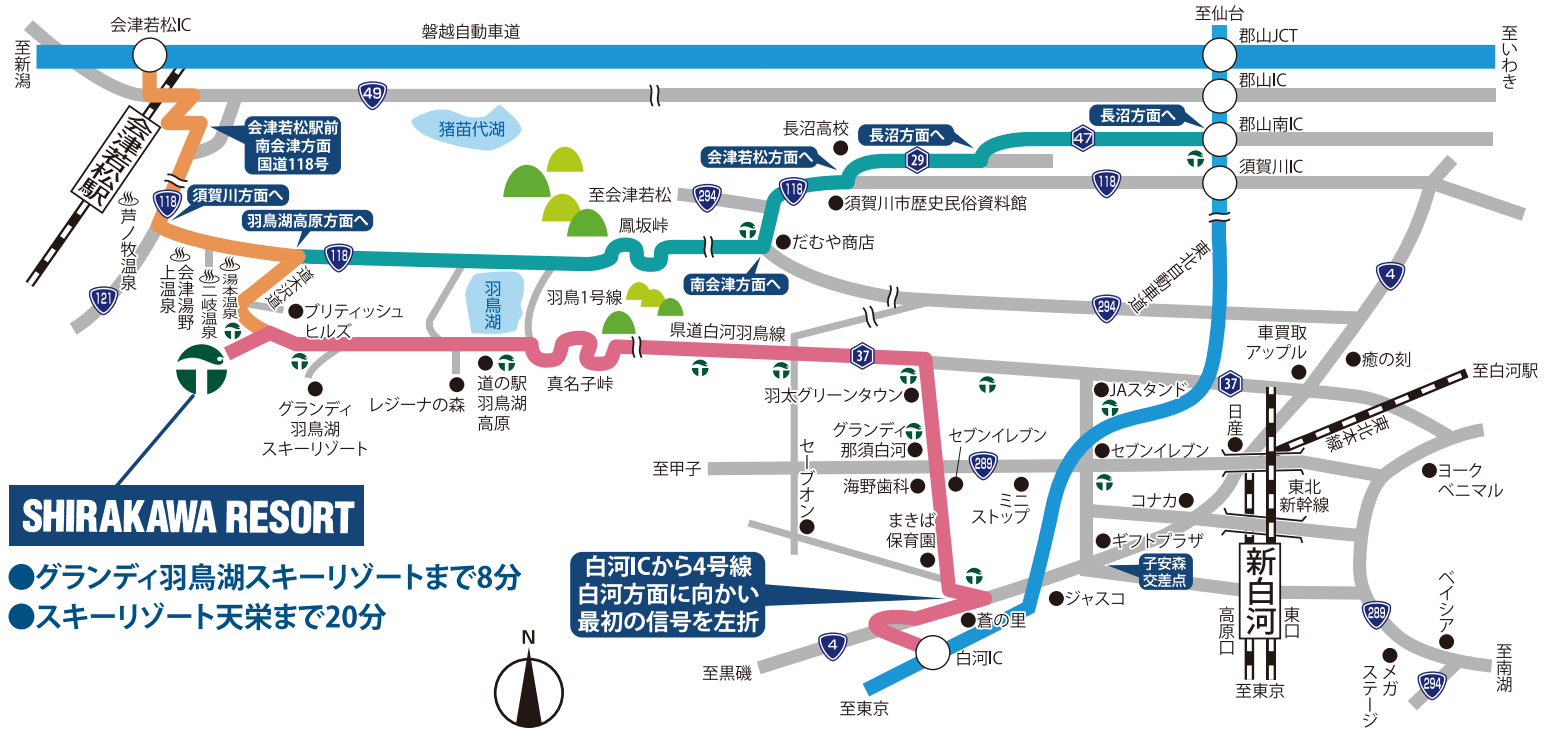 会津若松IC
磐越自動車道
至仙台
郡山JCT
至いわき
至新潟
郡山IC
49
猪苗代湖
会津若松駅前
南会津方面
国道118号
会津若松駅
長沼高校
長沼方面へ
長沼方面へ
47
郡山南IC
会津若松方面へ
29
須賀川IC
118
118
至会津若松
294
須賀川市歴史民俗資料館
118
須賀川方面へ
羽鳥湖高原方面へ
芦ノ牧温泉
鳳坂峠
だむや商店
118
南会津方面へ
東北自動車道
4
121
会津湯野
上温泉
二岐温泉
湯本温泉
道木沢道
ブリティッシュ
ヒルズ
羽鳥湖
羽鳥1号線
県道白河羽鳥線
294
車買取
アップル
癒の刻
37
真名子峠
道の駅
羽鳥湖
高原
レジーナの森
グランディ
羽鳥湖
スキーリゾート
羽太グリーンタウン
JAスタンド
37
至白河駅
東北本線
日産
グランディ
那須白河
セブンイレブン
セブンイレブン
至甲子
289
セーブオン
海野歯科
ミニ
ストップ
コナカ
東北
新幹線
ヨーク
ベニマル
まきば
保育園
ギフトプラザ
子安森
交差点
SHIRAKAWA RESORT
●グランディ羽鳥湖スキーリゾートまで8分
●スキーリゾート天栄まで20分
白河ICから4号線
白河方面に向かい
最初の信号を左折
ジャスコ
蒼の里
新白河
高原口
東口
289
ベイシア
N
4
白河IC
至黒磯
至東京
至東京
メガ
ステージ
294
至南湖